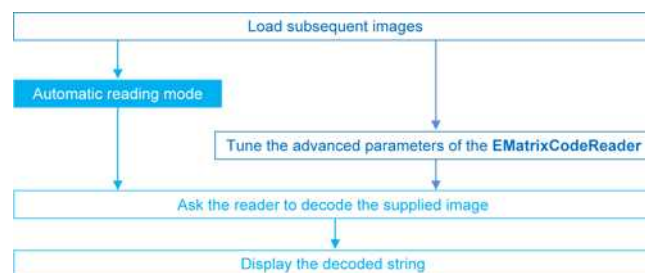 Load subsequent images
Automatic reading mode
Tune the advanced parameters of the EMatrixCodeReader
Ask the reader to decode the supplied image
Display the decoded string